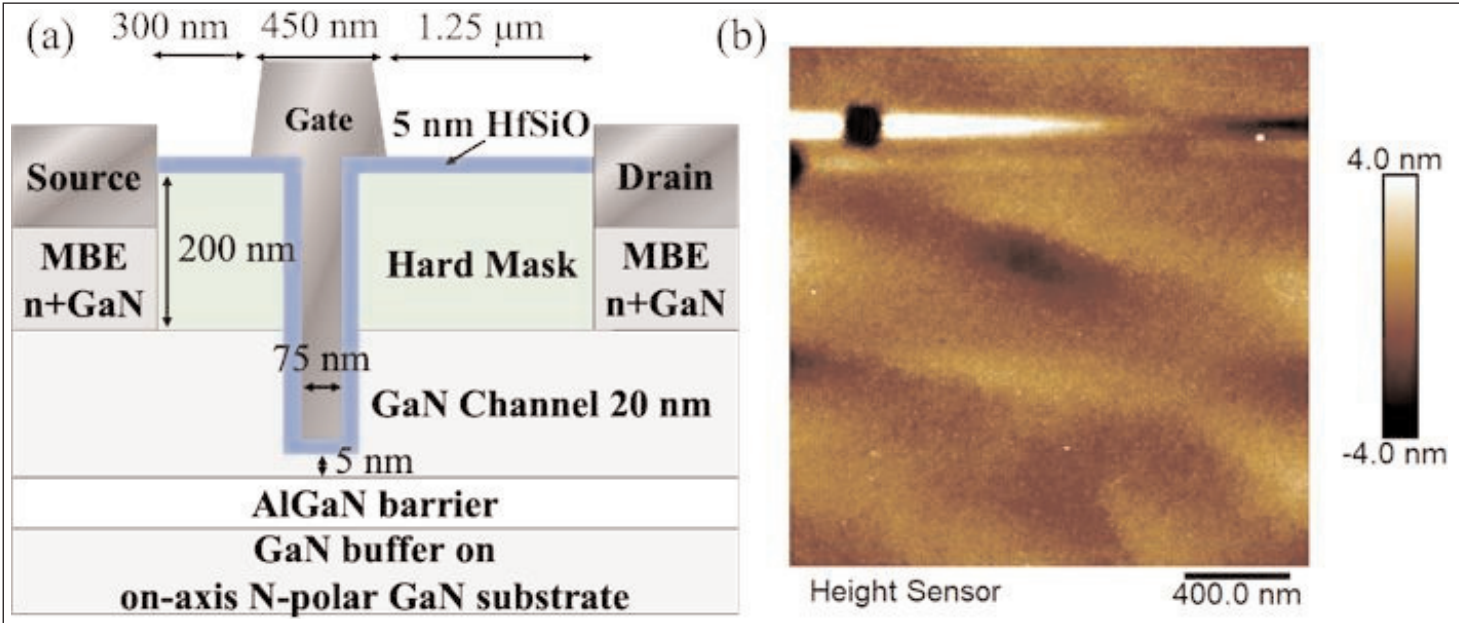 (a)
300 nm 450 nm 1.25 μm
Gate
5 nm HfSiO
Source
Drain
200 nm
MBE
n+GaN
Hard Mask
MBE
n+GaN
75 nm
GaN Channel 20 nm
5 nm
AlGaN barrier
GaN buffer on
on-axis N-polar GaN substrate
(b)
4.0 nm
-4.0 nm
Height Sensor
400.0 nm